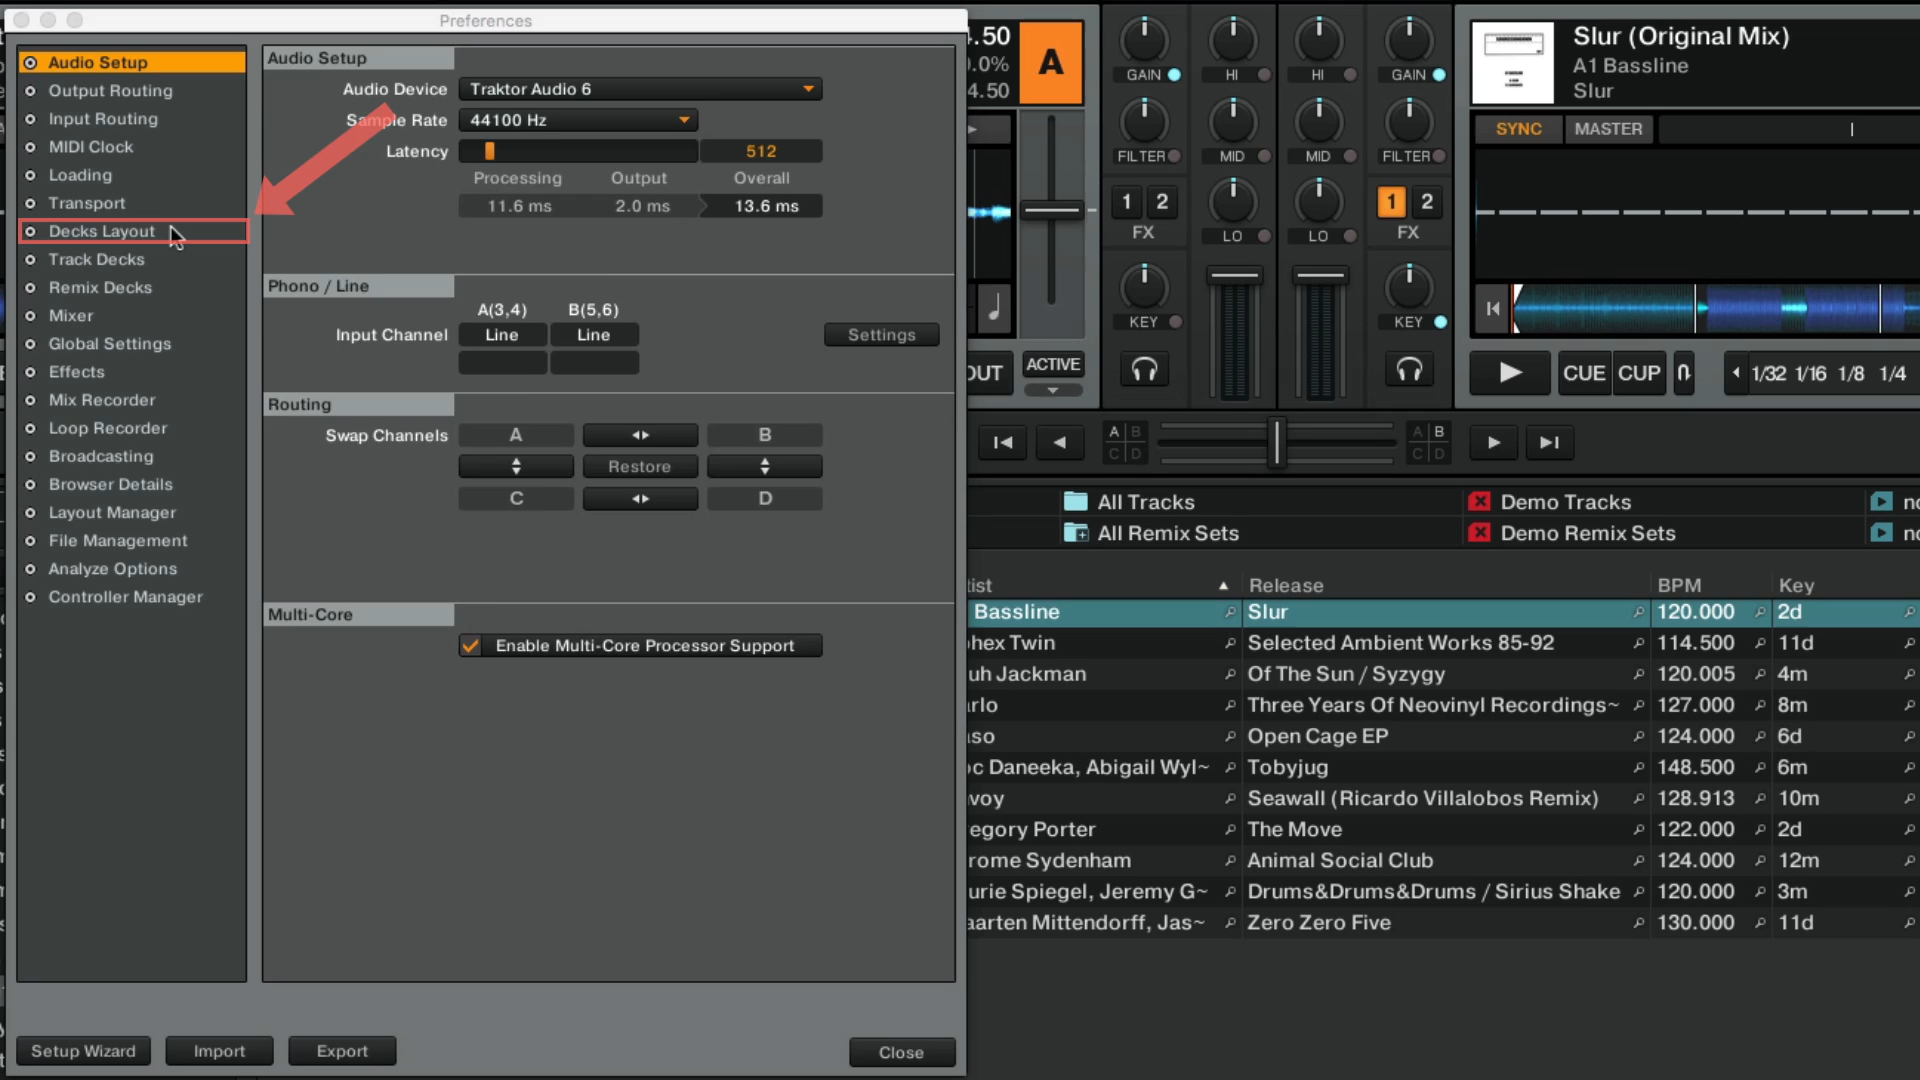 Preferences
Audio Setup
Output Routing
Input Routing
MIDI Clock
Loading
Transport
Decks Layout
Track Decks
Remix Decks
Mixer
Global Settings
Effects
Mix Recorder
Loop Recorder
Broadcasting
Browser Details
Layout Manager
File Management
Analyze Options
Controller Manager
Audio Setup
Audio Device Traktor Audio 6
Sample Rate 44100 Hz
Latency 512
Processing Output Overall
11.6 ms 2.0 ms 13.6 ms
Phono / Line
A(3,4) B(5,6)
Input Channel Line Line Settings
Routing
Swap Channels A B
Restore
C D
Multi-Core
Enable Multi-Core Processor Support
Setup Wizard Import Export Close
.50
.0%
4.50
A
GAIN HI HI GAIN
FILTER MID MID FILTER
1 2 1 2
FX LO LO FX
KEY KEY
OUT ACTIVE
Slur (Original Mix)
A1 Bassline
Slur
SYNC MASTER
CUE CUP 1/32 1/16 1/8 1/4
A B C D A B C D
All Tracks Demo Tracks
All Remix Sets Demo Remix Sets
Release BPM Key
Bassline Slur 120.000 2d
hex Twin Selected Ambient Works 85-92 114.500 11d
uh Jackman Of The Sun / Syzygy 120.005 4m
rlo Three Years Of Neovinyl Recordings~ 127.000 8m
so Open Cage EP 124.000 6d
c Daneeka, Abigail Wyl~ Tobyjug 148.500 6m
voy Seawall (Ricardo Villalobos Remix) 128.913 10m
egory Porter The Move 122.000 2d
rome Sydenham Animal Social Club 124.000 12m
urie Spiegel, Jeremy G~ Drums&Drums&Drums / Sirius Shake 120.000 3m
aarten Mittendorff, Jas~ Zero Zero Five 130.000 11d